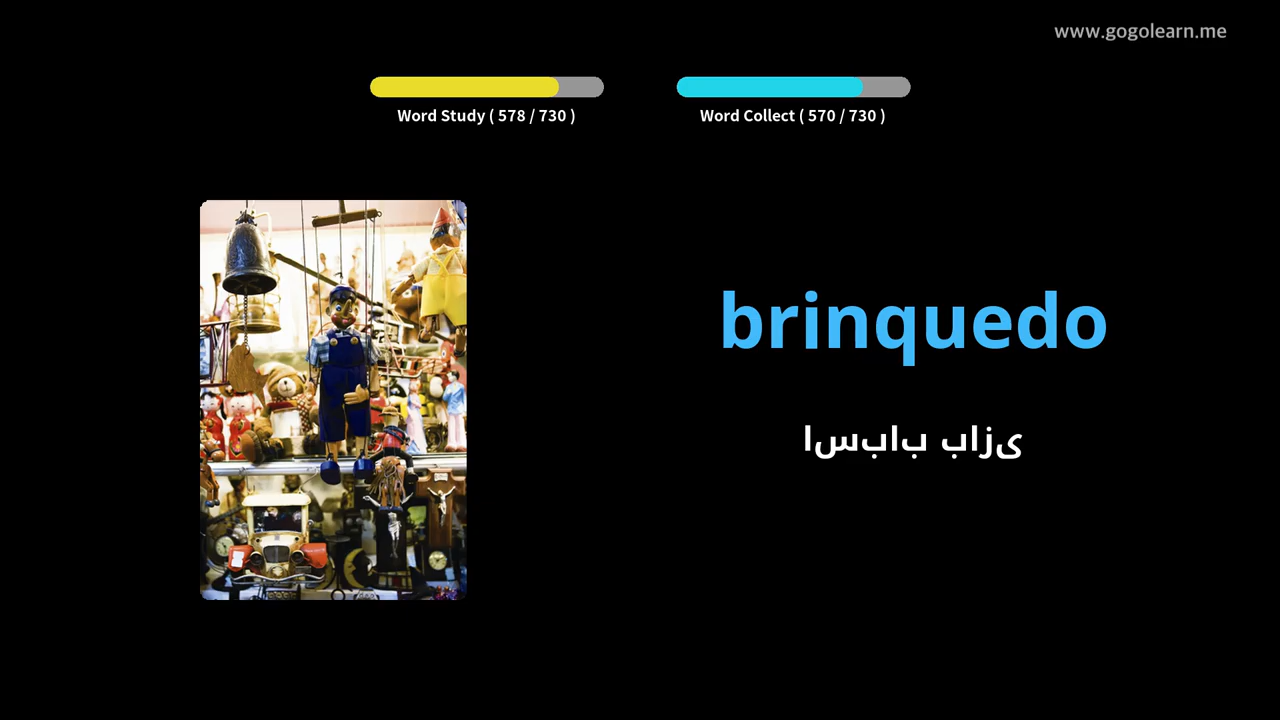 www.gogolearn.me
Word Study ( 578 / 730 )
Word Collect ( 570 / 730 )
brinquedo
اسباب بازی